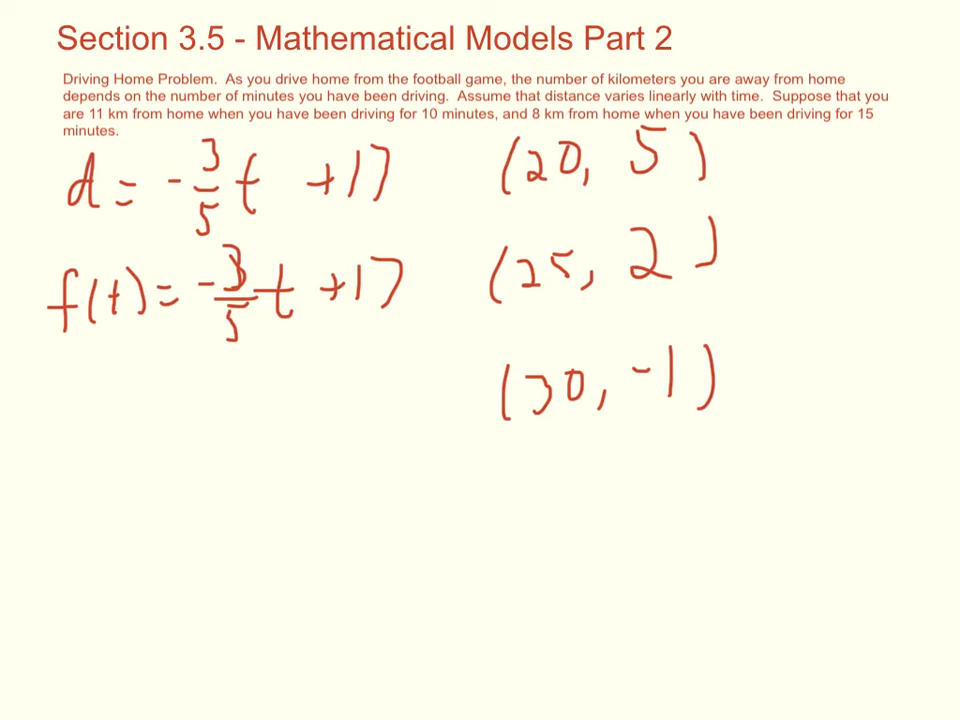 Section 3.5 - Mathematical Models Part 2
Driving Home Problem.  As you drive home from the football game, the number of kilometers you are away from home
depends on the number of minutes you have been driving.  Assume that distance varies linearly with time.  Suppose that you
are 11 km from home when you have been driving for 10 minutes, and 8 km from home when you have been driving for 15
minutes.
d = -3/5 t +17
(20, 5)
f(t) = -3/5 t +17
(25, 2)
(30, -1)